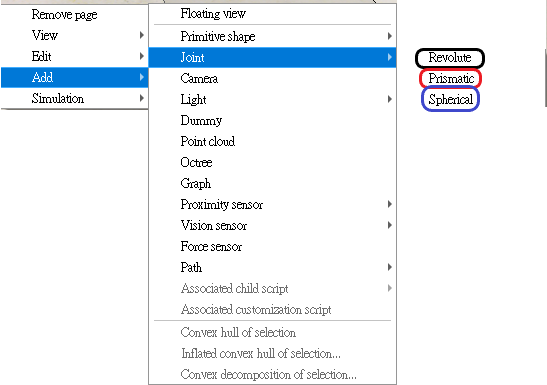 Remove page
View
Edit
Add
Simulation
Floating view
Primitive shape
Joint
Camera
Light
Dummy
Point cloud
Octree
Graph
Proximity sensor
Vision sensor
Force sensor
Path
Associated child script
Associated customization script
Convex hull of selection
Inflated convex hull of selection...
Convex decomposition of selection...
Revolute
Prismatic
Spherical